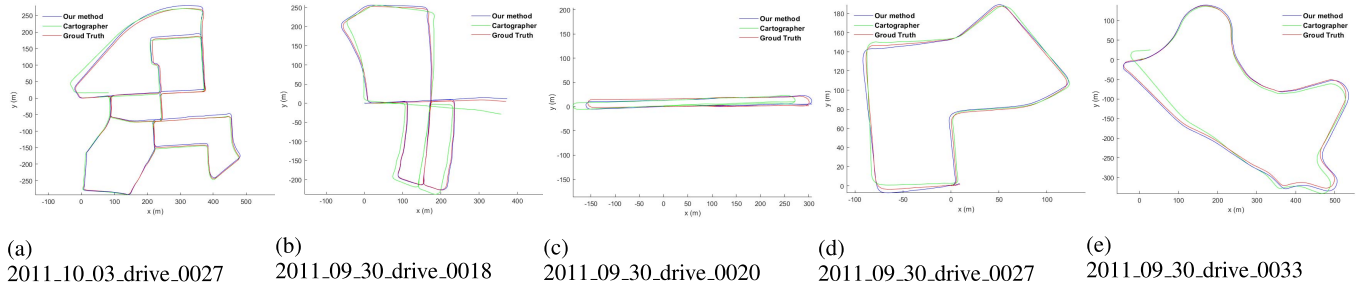 Our method
Cartographer
Groud Truth
250
200
150
100
50
0
-50
-100
-150
-200
-250
y (m)
-100 0 100 200 300 400 500
x (m)
Our method
Cartographer
Groud Truth
250
200
150
100
50
0
-50
-100
-150
-200
y (m)
-100 0 100 200 300 400
x (m)
Our method
Cartographer
Groud Truth
150
100
50
0
-50
-100
-150
y (m)
-150 -100 -50 0 50 100 150 200 250 300
x (m)
Our method
Cartographer
Groud Truth
180
160
140
120
100
80
60
40
20
0
y (m)
-100 -50 0 50 100
x (m)
Our method
Cartographer
Groud Truth
100
50
0
-50
-100
-150
-200
-250
-300
y (m)
0 100 200 300 400 500
x (m)
(a)
2011_10_03_drive_0027
(b)
2011_09_30_drive_0018
(c)
2011_09_30_drive_0020
(d)
2011_09_30_drive_0027
(e)
2011_09_30_drive_0033